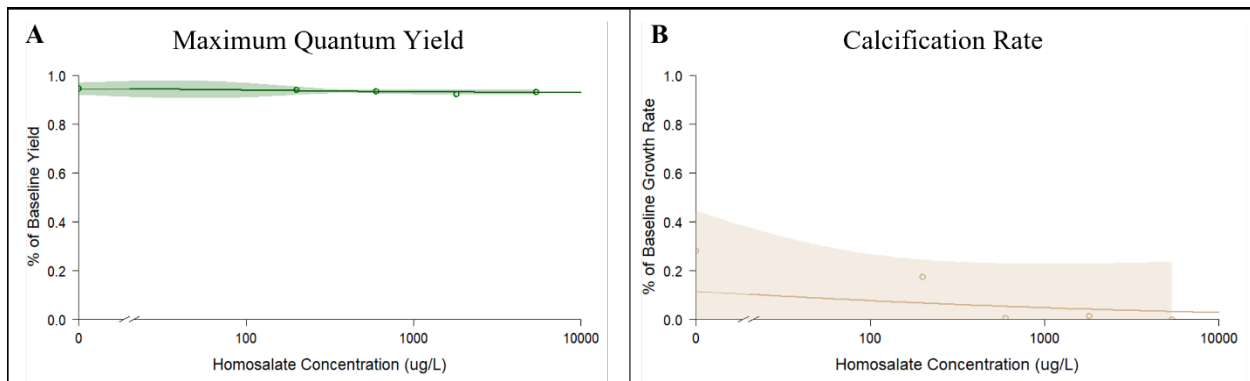 A
Maximum Quantum Yield
% of Baseline Yield
1.0
0.8
0.6
0.4
0.2
0.0
0
100
1000
10000
Homosalate Concentration (ug/L)
B
Calcification Rate
% of Baseline Growth Rate
1.0
0.8
0.6
0.4
0.2
0.0
0
100
1000
10000
Homosalate Concentration (ug/L)